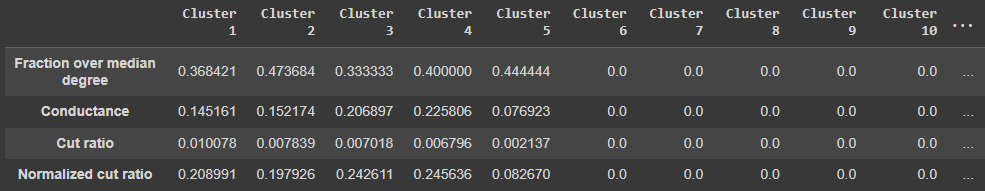 Cluster 1 Cluster 2 Cluster 3 Cluster 4 Cluster 5 Cluster 6 Cluster 7 Cluster 8 Cluster 9 Cluster 10 ...
Fraction over median degree 0.368421 0.473684 0.333333 0.400000 0.444444 0.0 0.0 0.0 0.0 0.0 ...
Conductance 0.145161 0.152174 0.206897 0.225806 0.076923 0.0 0.0 0.0 0.0 0.0 ...
Cut ratio 0.010078 0.007839 0.007018 0.006796 0.002137 0.0 0.0 0.0 0.0 0.0 ...
Normalized cut ratio 0.208991 0.197926 0.242611 0.245636 0.082670 0.0 0.0 0.0 0.0 0.0 ...